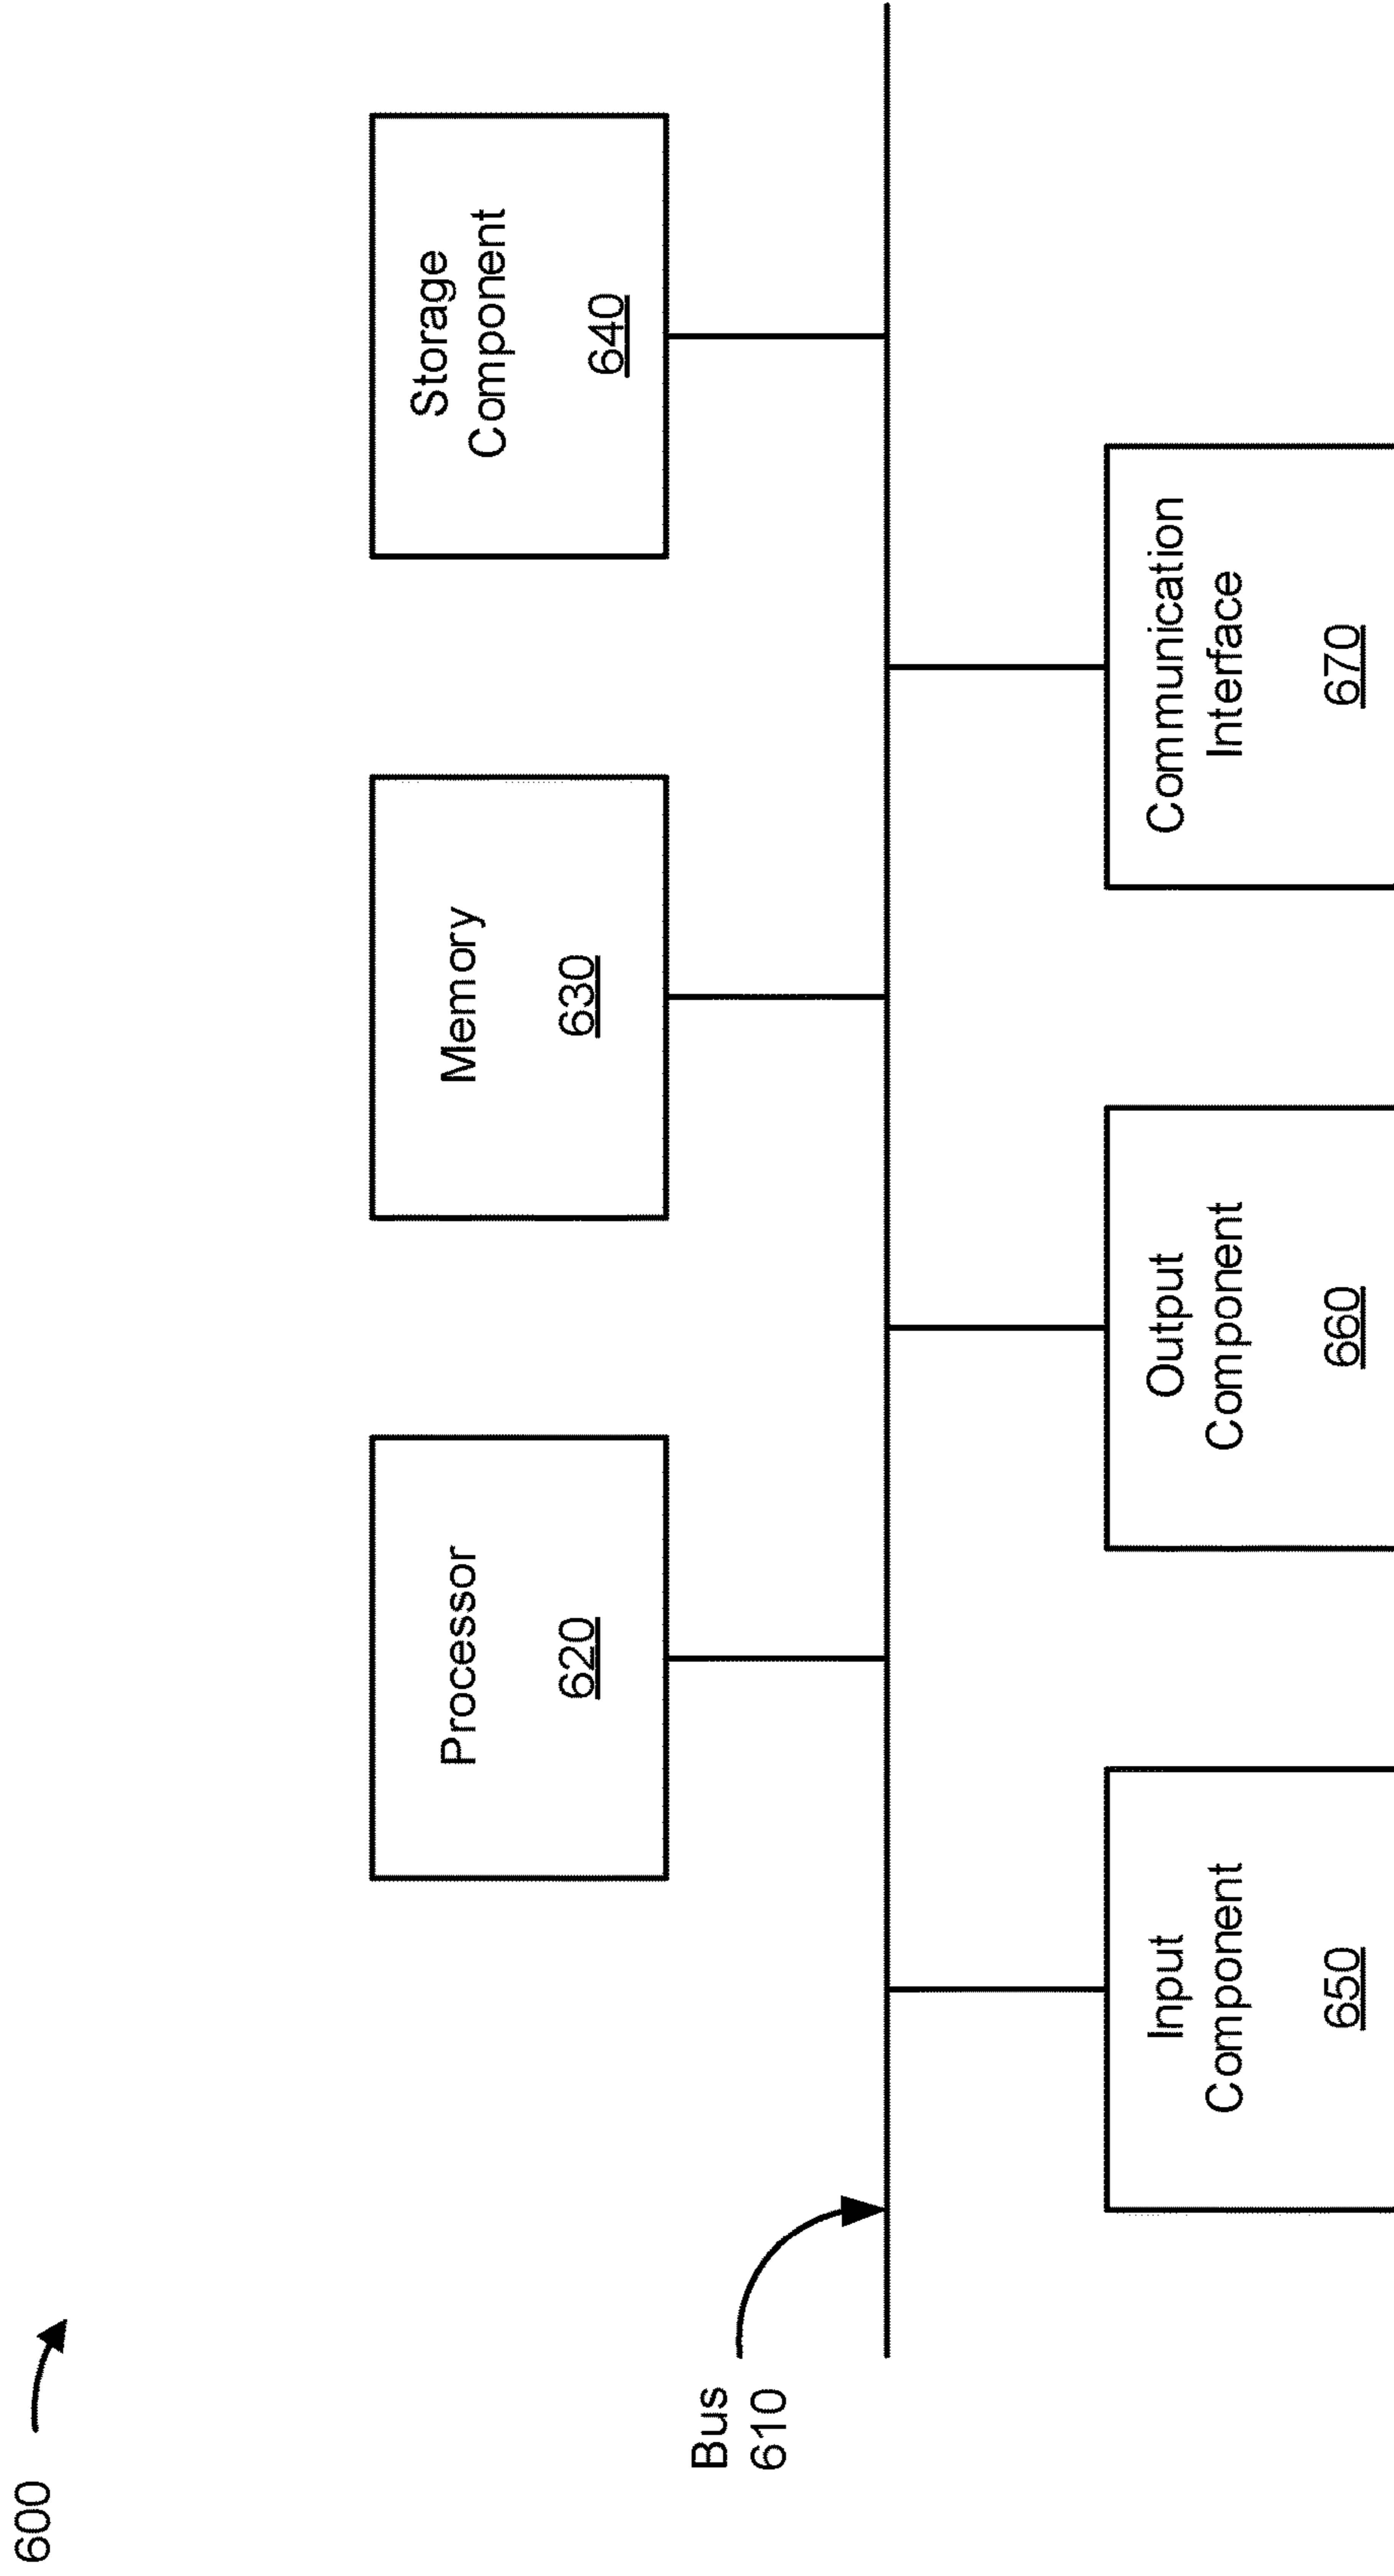 600
Processor
620
Memory
630
Storage
Component
640
Bus
610
Input
Component
650
Output
Component
660
Communication
Interface
670